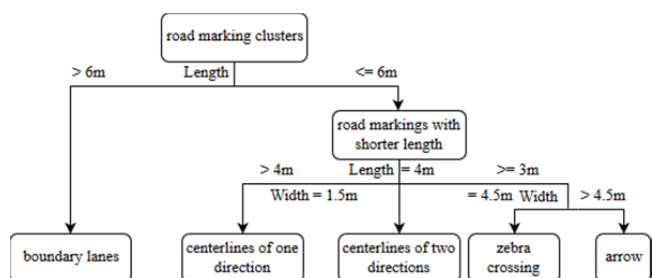 road marking clusters
> 6m Length <= 6m
road markings with
shorter length
> 4m Length = 4m >= 3m
Width = 1.5m = 4.5m Width > 4.5m
boundary lanes
centerlines of one
direction
centerlines of two
directions
zebra
crossing
arrow